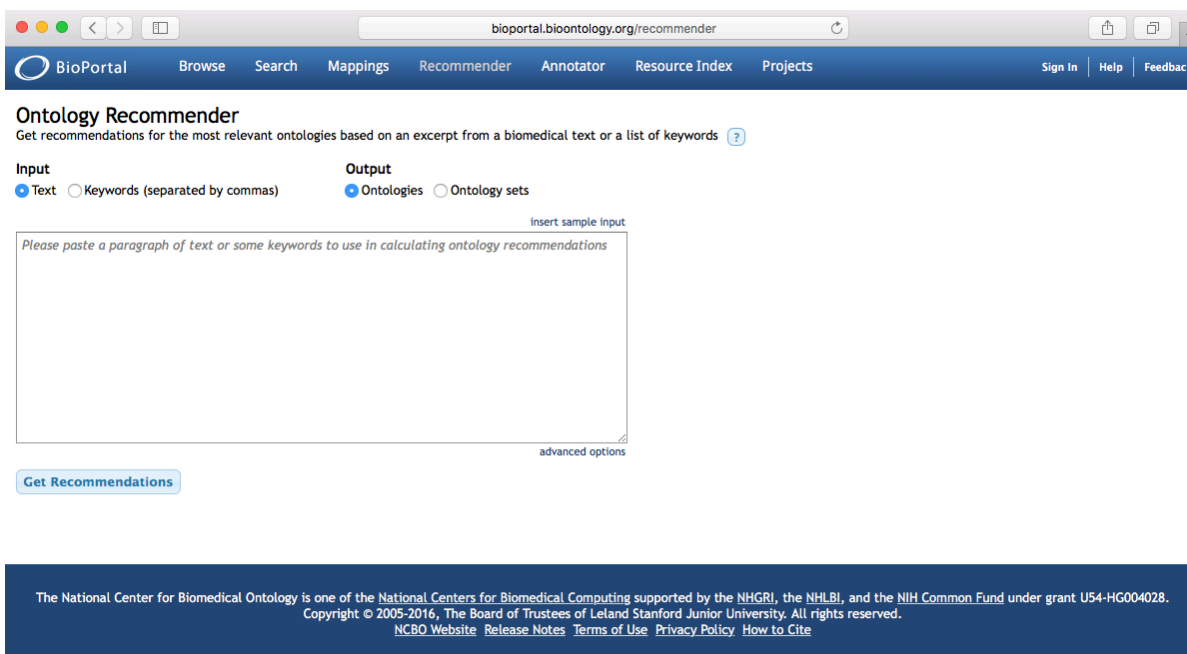 bioportal.bioontology.org/recommender
BioPortal Browse Search Mappings Recommender Annotator Resource Index Projects Sign In Help Feedbac
Ontology Recommender
Get recommendations for the most relevant ontologies based on an excerpt from a biomedical text or a list of keywords ?
Input Output
Text Keywords (separated by commas) Ontologies Ontology sets
insert sample input
Please paste a paragraph of text or some keywords to use in calculating ontology recommendations
advanced options
Get Recommendations
The National Center for Biomedical Ontology is one of the National Centers for Biomedical Computing supported by the NHGRI, the NHLBI, and the NIH Common Fund under grant U54-HG004028.
Copyright © 2005-2016, The Board of Trustees of Leland Stanford Junior University. All rights reserved.
NCBO Website Release Notes Terms of Use Privacy Policy How to Cite